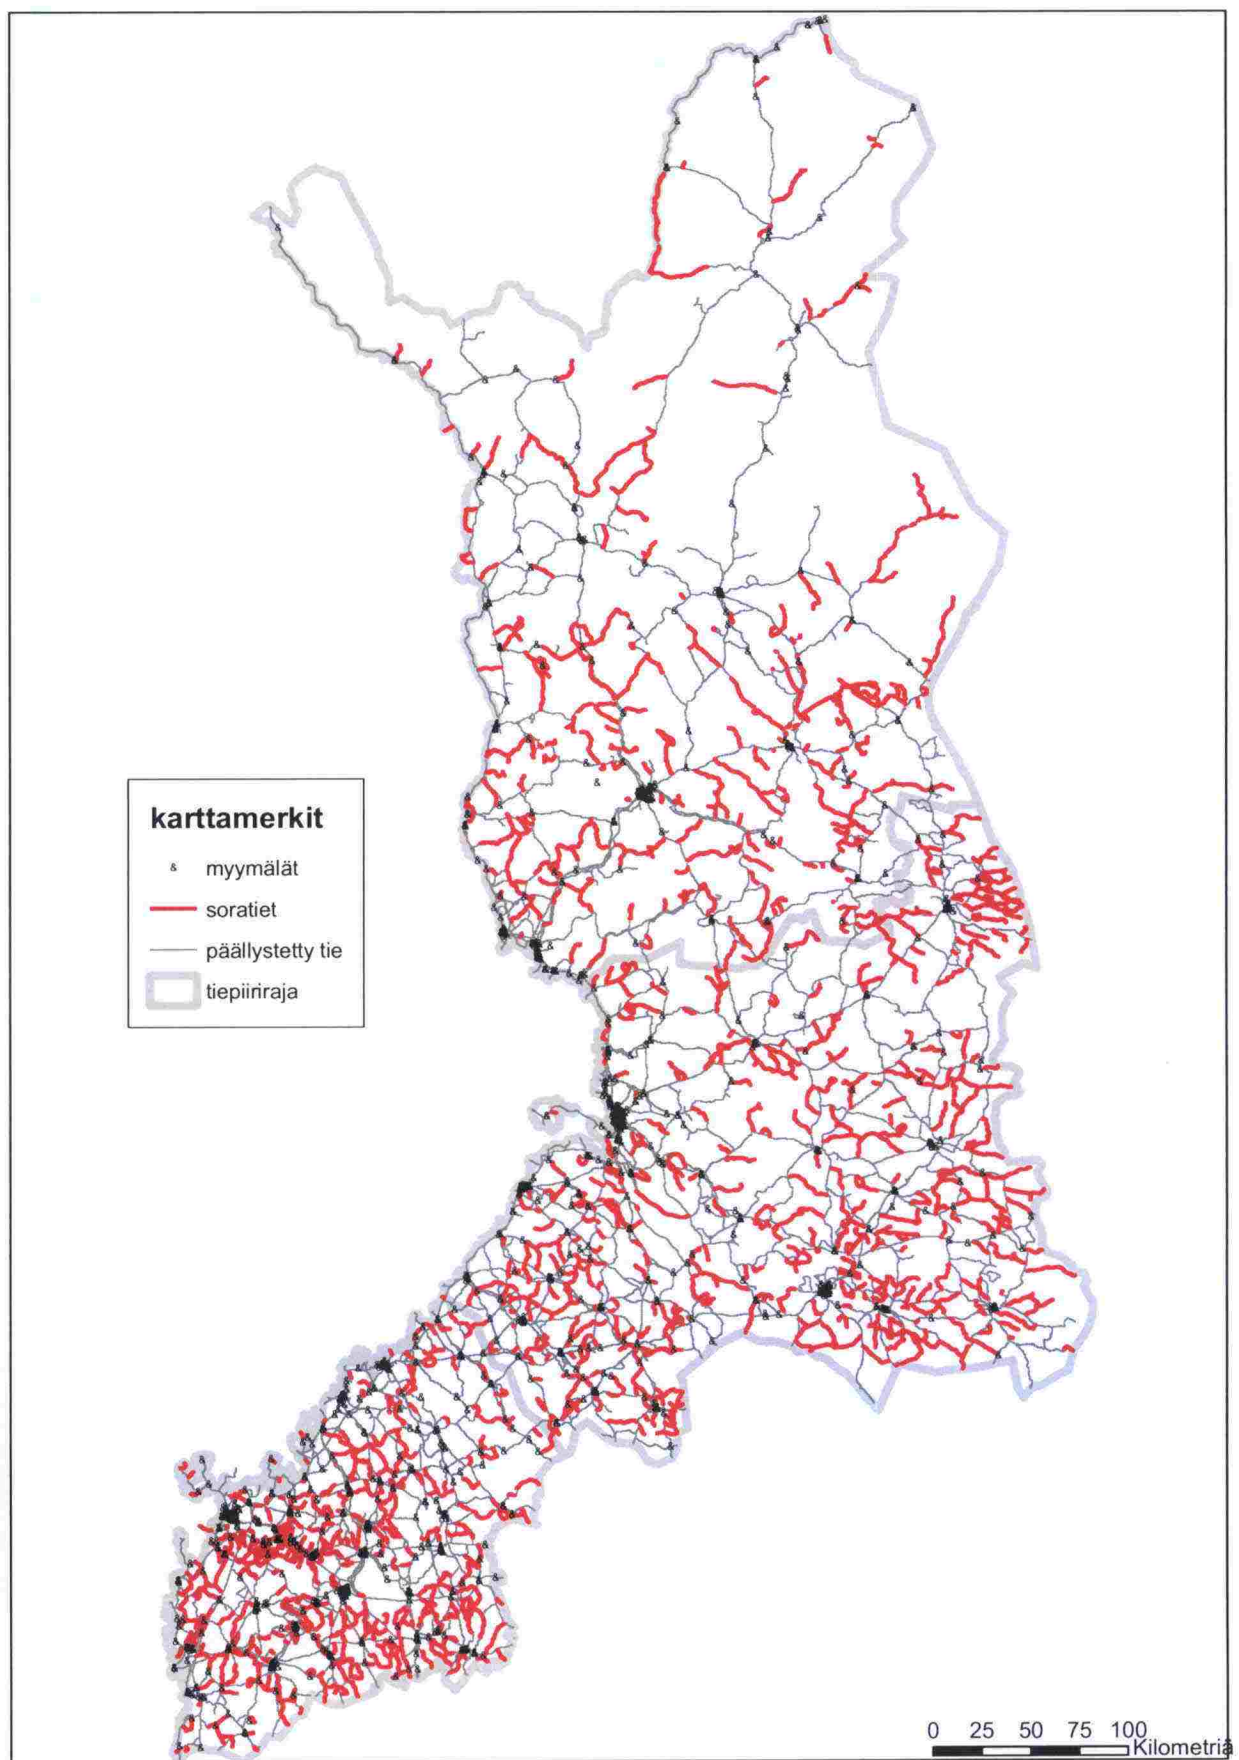 karttamerkit
& myymälät
soratiet
päällystetty tie
tiepiiriraja
0 25 50 75 100
Kilometriä